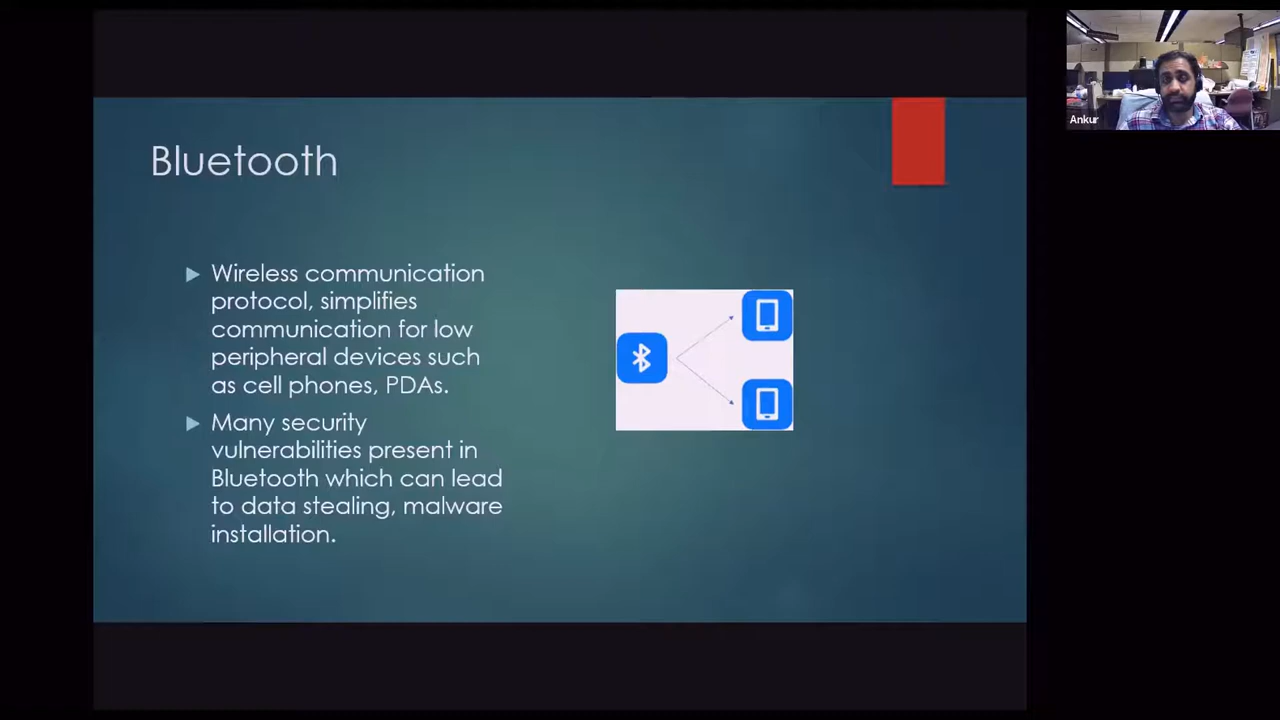 Bluetooth
Wireless communication
protocol, simplifies
communication for low
peripheral devices such
as cell phones, PDAs.
Many security
vulnerabilities present in
Bluetooth which can lead
to data stealing, malware
installation.
Ankur